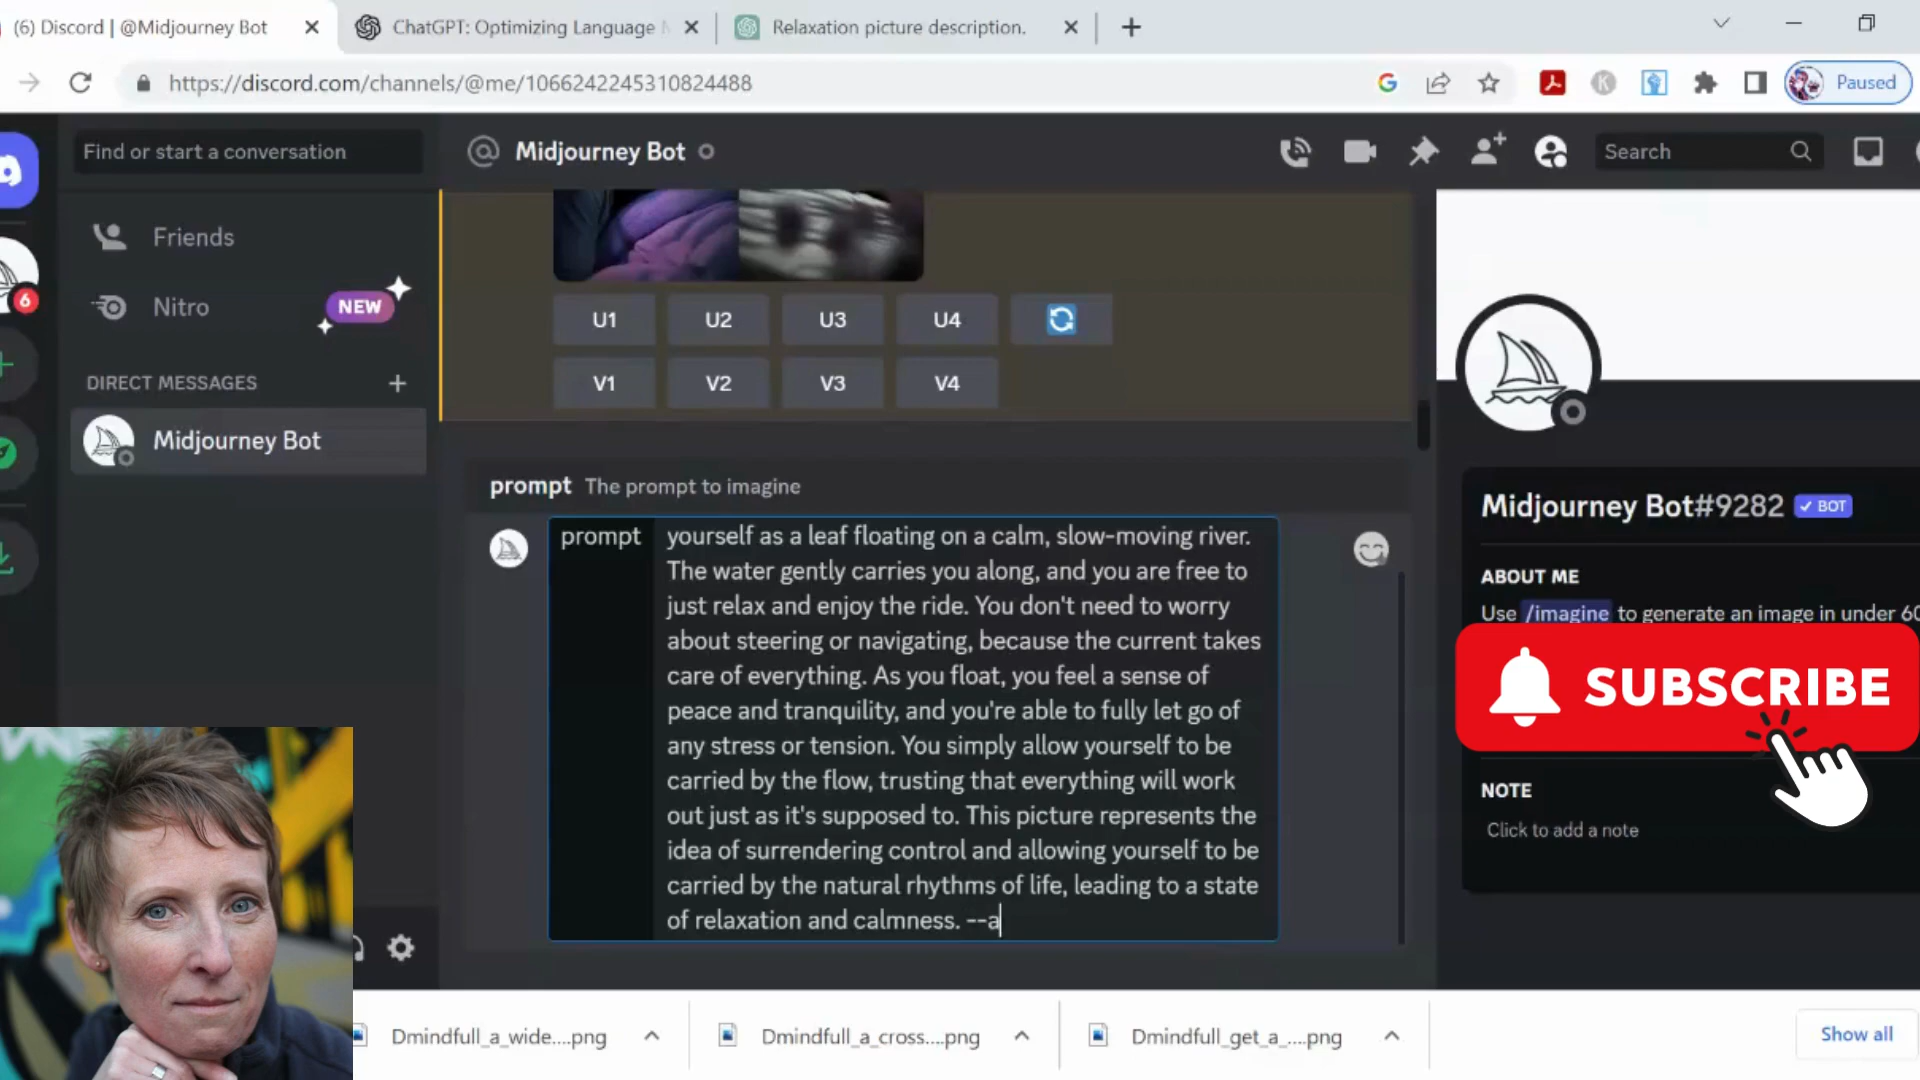 (6) Discord | @Midjourney Bot
ChatGPT: Optimizing Language
Relaxation picture description.
https://discord.com/channels/@me/1066242245310824488
Paused
Find or start a conversation
Midjourney Bot
Search
6
Friends
Nitro
NEW
DIRECT MESSAGES
Midjourney Bot
U1 U2 U3 U4
V1 V2 V3 V4
prompt The prompt to imagine
prompt
yourself as a leaf floating on a calm, slow-moving river.
The water gently carries you along, and you are free to
just relax and enjoy the ride. You don't need to worry
about steering or navigating, because the current takes
care of everything. As you float, you feel a sense of
peace and tranquility, and you're able to fully let go of
any stress or tension. You simply allow yourself to be
carried by the flow, trusting that everything will work
out just as it's supposed to. This picture represents the
idea of surrendering control and allowing yourself to be
carried by the natural rhythms of life, leading to a state
of relaxation and calmness. --a
Midjourney Bot#9282
BOT
ABOUT ME
Use /imagine to generate an image in under 60
SUBSCRIBE
NOTE
Click to add a note
Dmindfull_a_wide....png
Dmindfull_a_cross....png
Dmindfull_get_a_....png
Show all